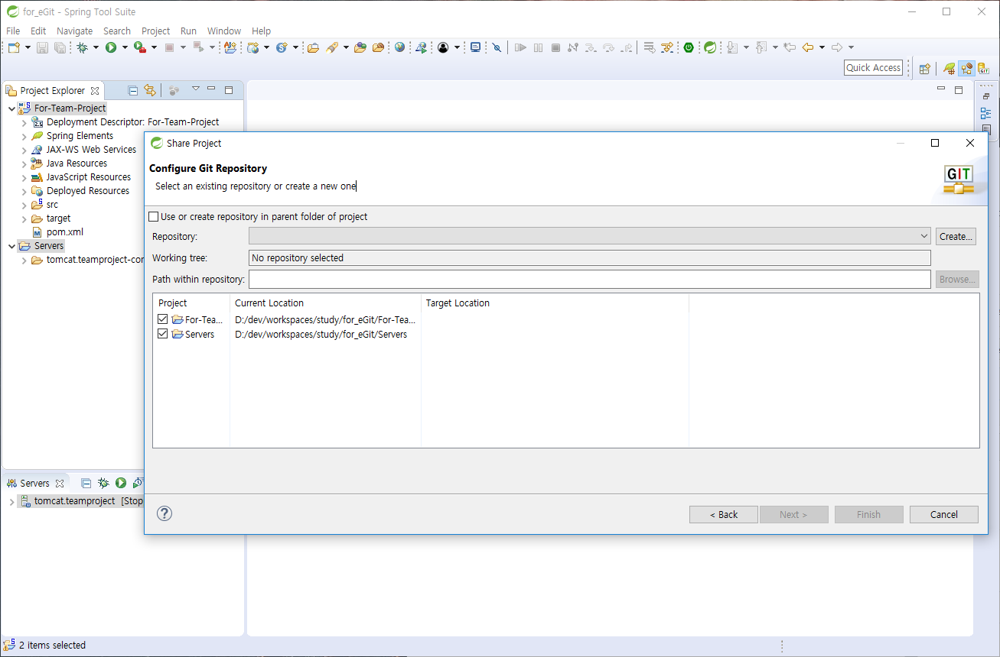 for_eGit - Spring Tool Suite
File Edit Navigate Search Project Run Window Help
Quick Access
GIT
Project Explorer
For-Team-Project
Deployment Descriptor: For-Team-Project
Spring Elements
JAX-WS Web Services
Java Resources
JavaScript Resources
Deployed Resources
src
target
pom.xml
Servers
tomcat.teamproject-con
Share Project
Configure Git Repository
Select an existing repository or create a new one
GIT
Use or create repository in parent folder of project
Repository: Create...
Working tree: No repository selected
Path within repository: Browse...
Project Current Location Target Location
For-Tea... D:/dev/workspaces/study/for_eGit/For-Tea...
Servers D:/dev/workspaces/study/for_eGit/Servers
< Back Next > Finish Cancel
Servers
tomcat.teamproject [Stop
2 items selected